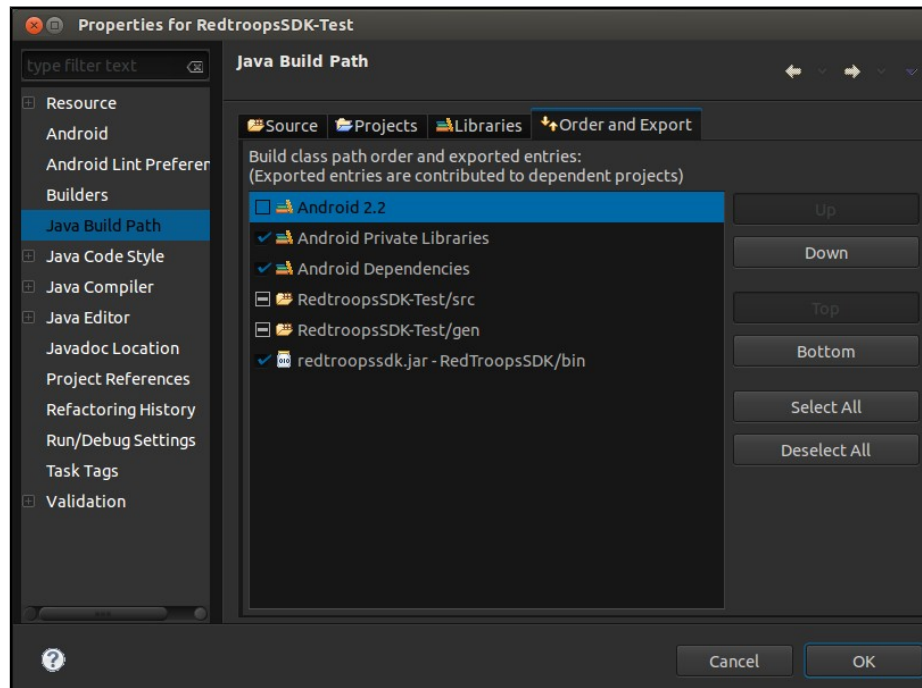 Properties for RedtroopsSDK-Test
type filter text
Resource
Android
Android Lint Preferen
Builders
Java Build Path
Java Code Style
Java Compiler
Java Editor
Javadoc Location
Project References
Refactoring History
Run/Debug Settings
Task Tags
Validation
Java Build Path
Source Projects Libraries Order and Export
Build class path order and exported entries:
(Exported entries are contributed to dependent projects)
Android 2.2
Android Private Libraries
Android Dependencies
RedtroopsSDK-Test/src
RedtroopsSDK-Test/gen
redtroopssdk.jar - RedTroopsSDK/bin
Up
Down
Top
Bottom
Select All
Deselect All
Cancel OK